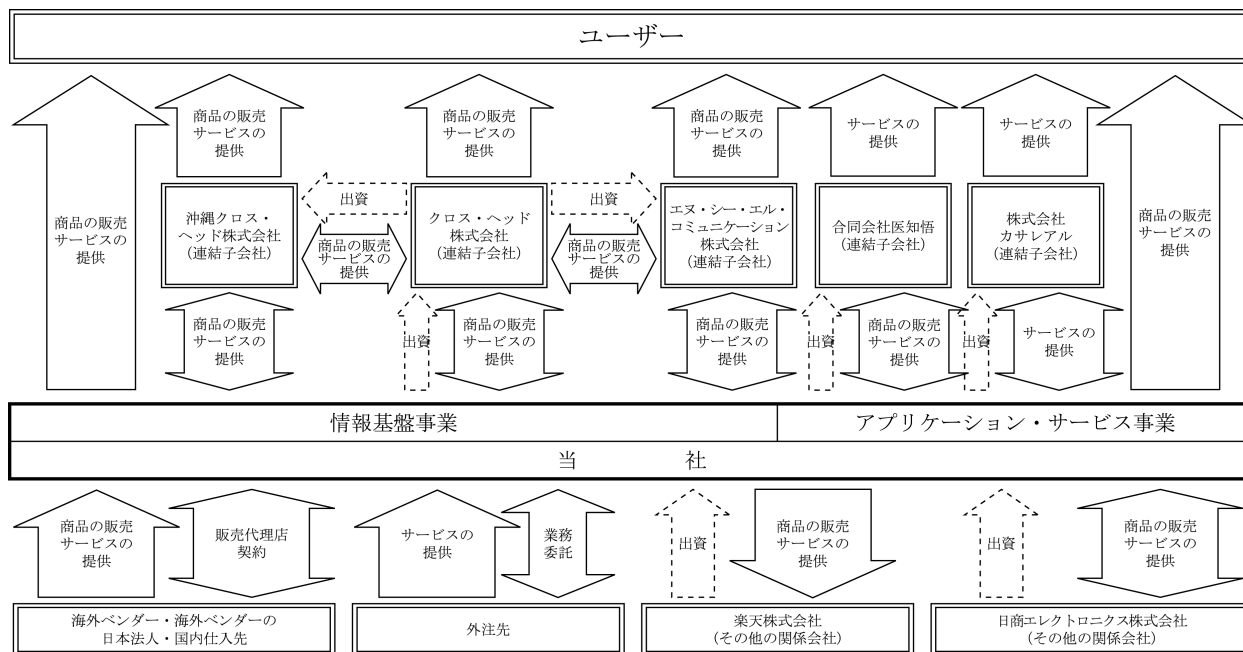 ユーザー
商品の販売
サービスの
提供
商品の販売
サービスの
提供
商品の販売
サービスの
提供
商品の販売
サービスの
提供
サービスの
提供
サービスの
提供
商品の販売
サービスの
提供
沖縄クロス・
ヘッド株式会社
(連結子会社)
出資
商品の販売
サービスの
提供
クロス・ヘッド
株式会社
(連結子会社)
出資
商品の販売
サービスの
提供
エヌ・シー・エル・
コミュニケーション
株式会社
(連結子会社)
合同会社医知悟
(連結子会社)
株式会社
カサレアル
(連結子会社)
商品の販売
サービスの
提供
出資
商品の販売
サービスの
提供
商品の販売
サービスの
提供
出資
商品の販売
サービスの
提供
出資
サービスの
提供
情報基盤事業
アプリケーション・サービス事業
当　社
商品の販売
サービスの
提供
販売代理店
契約
サービスの
提供
業務
委託
出資
商品の販売
サービスの
提供
出資
商品の販売
サービスの
提供
海外ベンダー・海外ベンダーの
日本法人・国内仕入先
外注先
楽天株式会社
(その他の関係会社)
日商エレクトロニクス株式会社
(その他の関係会社)